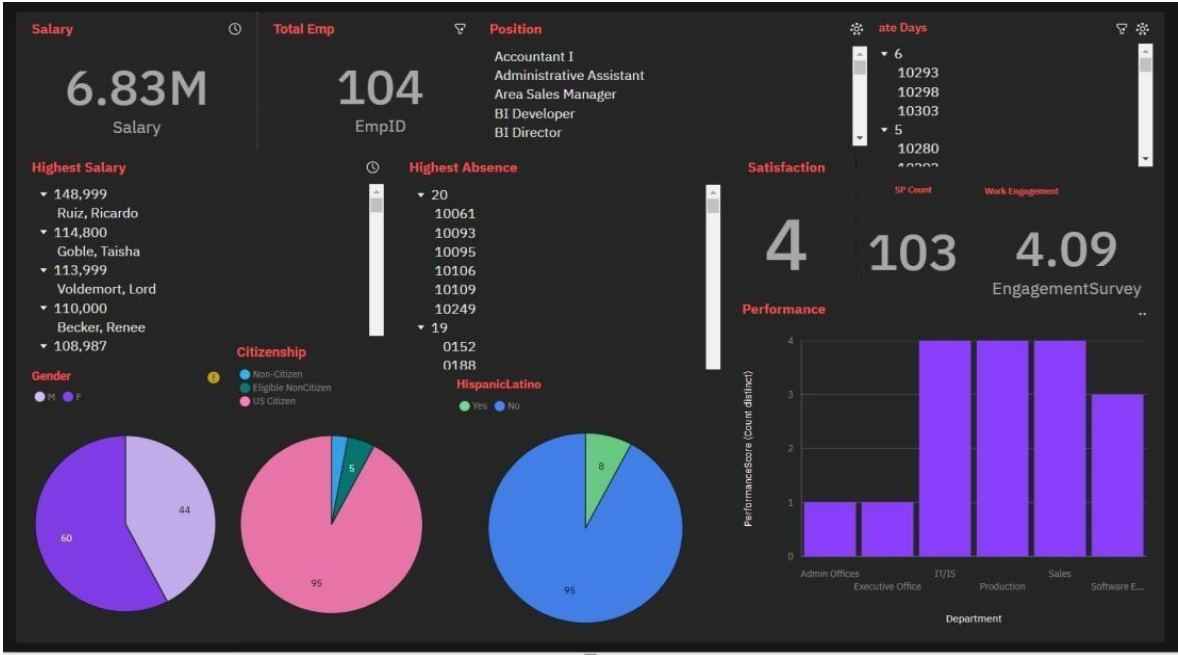 Salary
6.83M
Salary
Total Emp
104
EmpID
Position
Accountant I
Administrative Assistant
Area Sales Manager
BI Developer
BI Director
ate Days
6
10293
10298
10303
5
10280
Highest Salary
148,999
Ruiz, Ricardo
114,800
Goble, Taisha
113,999
Voldemort, Lord
110,000
Becker, Renee
108,987
Highest Absence
20
10061
10093
10095
10106
10109
10249
19
0152
0188
Satisfaction
4
SP Count
103
Work Engagement
4.09
EngagementSurvey
Gender
M F
44
60
Citizenship
Non-Citizen
Eligible NonCitizen
US Citizen
5
95
HispanicLatino
Yes No
8
95
Performance
PerformanceScore (Count distinct)
4
3
2
1
0
Admin Offices
Executive Office
IT/IS
Production
Sales
Software E...
Department